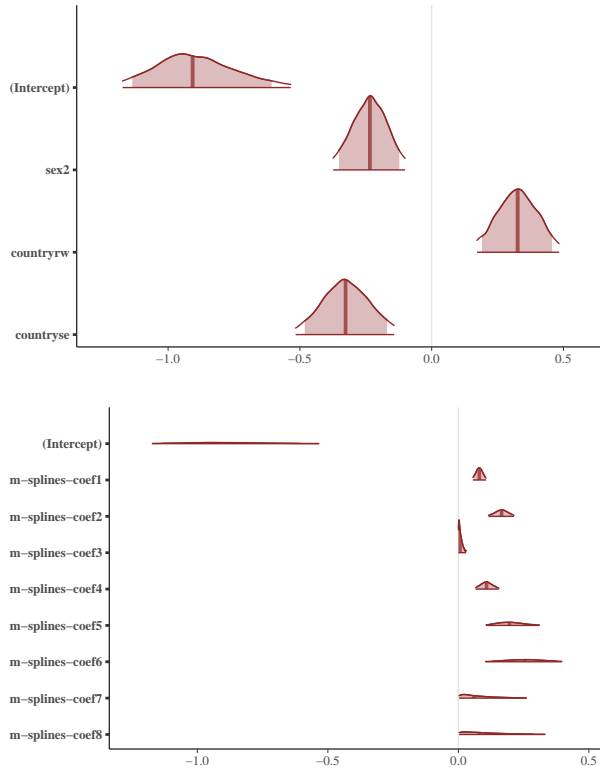 (Intercept)
sex2
countryrw
countryse
−1.0 −0.5 0.0 0.5
(Intercept)
m−splines−coef1
m−splines−coef2
m−splines−coef3
m−splines−coef4
m−splines−coef5
m−splines−coef6
m−splines−coef7
m−splines−coef8
−1.0 −0.5 0.0 0.5